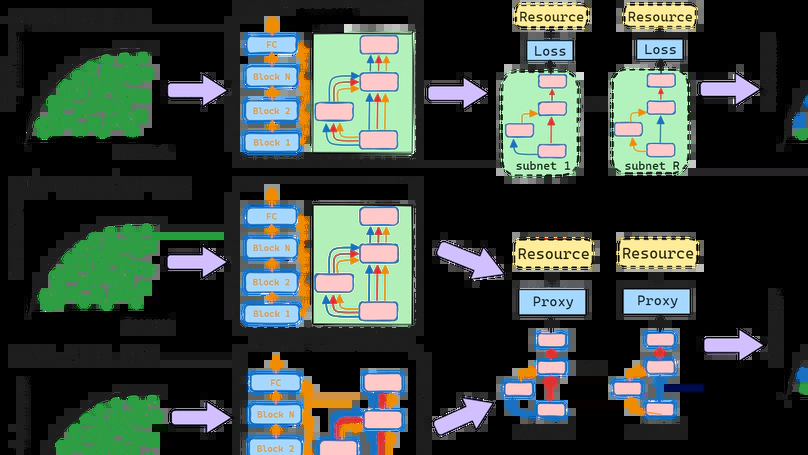 Resource
Resource
FC
Loss
Loss
Block N
Block 2
Block 1
subnet 1
subnet R
FC
Block N
Block 2
Block 1
Resource
Resource
Proxy
Proxy
FC
Block N
Block 2